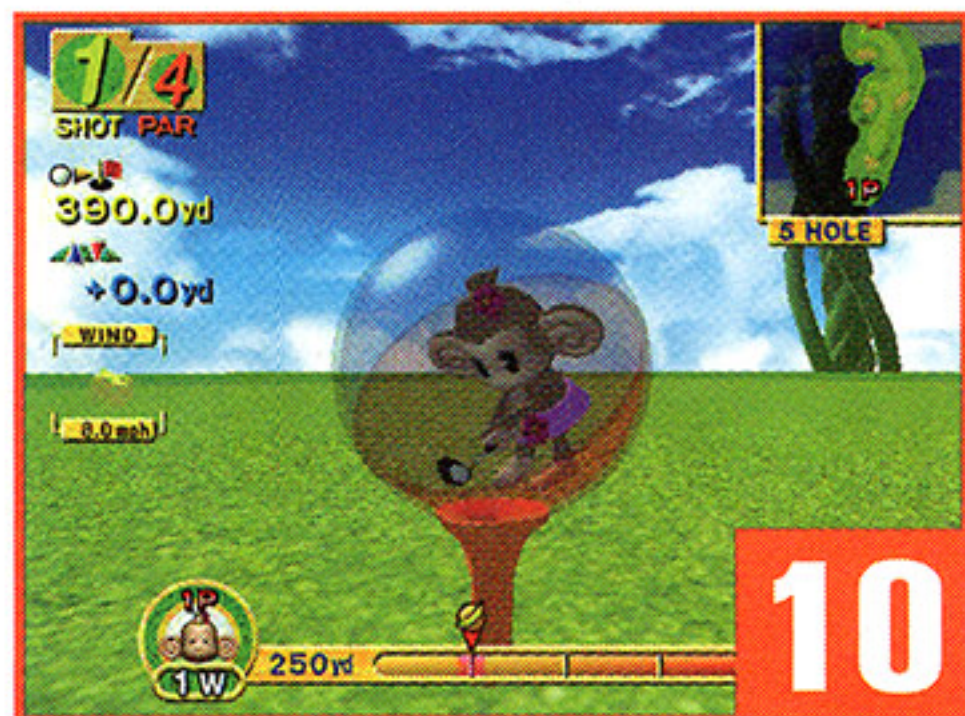 1/4
SHOT PAR
390.0yd
+0.0yd
WIND
8.0mph
1P
5 HOLE
1P
1W
250yd
10